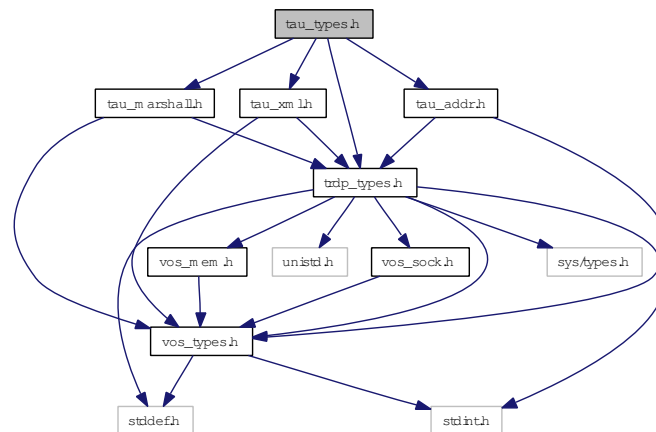 tau_types.h
tau_marshall.h
tau_xml.h
tau_addr.h
trdp_types.h
vos_mem.h
unistd.h
vos_sock.h
sys/types.h
vos_types.h
stddef.h
stdint.h